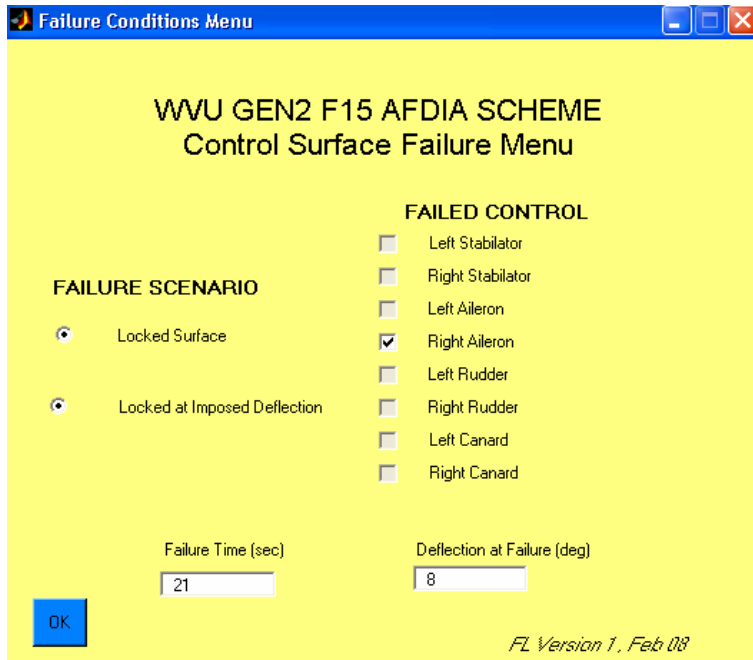 Failure Conditions Menu
WVU GEN2 F15 AFDIA SCHEME
Control Surface Failure Menu
FAILED CONTROL
Left Stabilator
Right Stabilator
Left Aileron
Right Aileron
Left Rudder
Right Rudder
Left Canard
Right Canard
FAILURE SCENARIO
Locked Surface
Locked at Imposed Deflection
Failure Time (sec)
21
Deflection at Failure (deg)
8
OK
FL Version 1, Feb 08